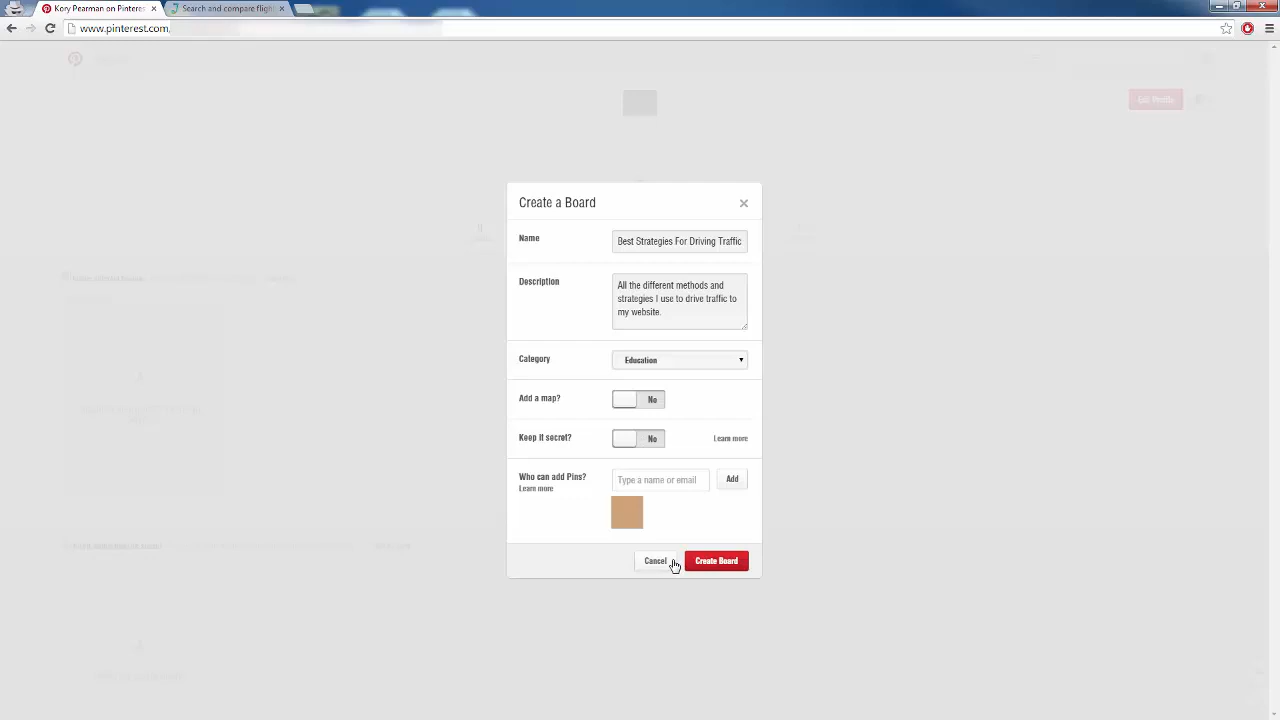 Kory Pearman on Pinteres
Search and compare flight
www.pinterest.com
Edit Profile
Create a Board
Name
Best Strategies For Driving Traffic
Description
All the different methods and
strategies I use to drive traffic to
my website.
Category
Education
Add a map?
No
Keep it secret?
No
Learn more
Who can add Pins?
Learn more
Type a name or email
Add
Cancel
Create Board